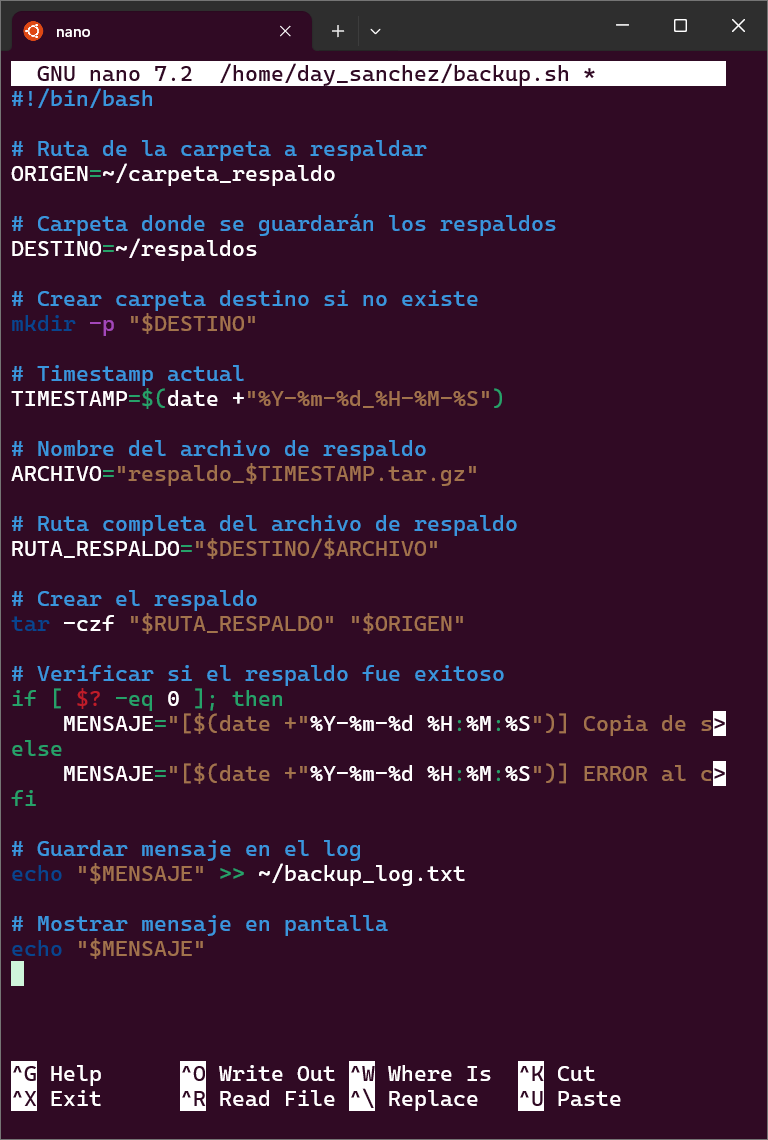 nano
GNU nano 7.2 /home/day_sanchez/backup.sh *
#!/bin/bash
# Ruta de la carpeta a respaldar
ORIGEN=~/carpeta_respaldo
# Carpeta donde se guardarán los respaldos
DESTINO=~/respaldos
# Crear carpeta destino si no existe
mkdir -p "$DESTINO"
# Timestamp actual
TIMESTAMP=$(date +"%Y-%m-%d_%H-%M-%S")
# Nombre del archivo de respaldo
ARCHIVO="respaldo_$TIMESTAMP.tar.gz"
# Ruta completa del archivo de respaldo
RUTA_RESPALDO="$DESTINO/$ARCHIVO"
# Crear el respaldo
tar -czf "$RUTA_RESPALDO" "$ORIGEN"
# Verificar si el respaldo fue exitoso
if [ $? -eq 0 ]; then
    MENSAJE="[$(date +"%Y-%m-%d %H:%M:%S")] Copia de s>
else
    MENSAJE="[$(date +"%Y-%m-%d %H:%M:%S")] ERROR al c>
fi
# Guardar mensaje en el log
echo "$MENSAJE" >> ~/backup_log.txt
# Mostrar mensaje en pantalla
echo "$MENSAJE"
^G Help ^O Write Out ^W Where Is ^K Cut
^X Exit ^R Read File ^\ Replace ^U Paste